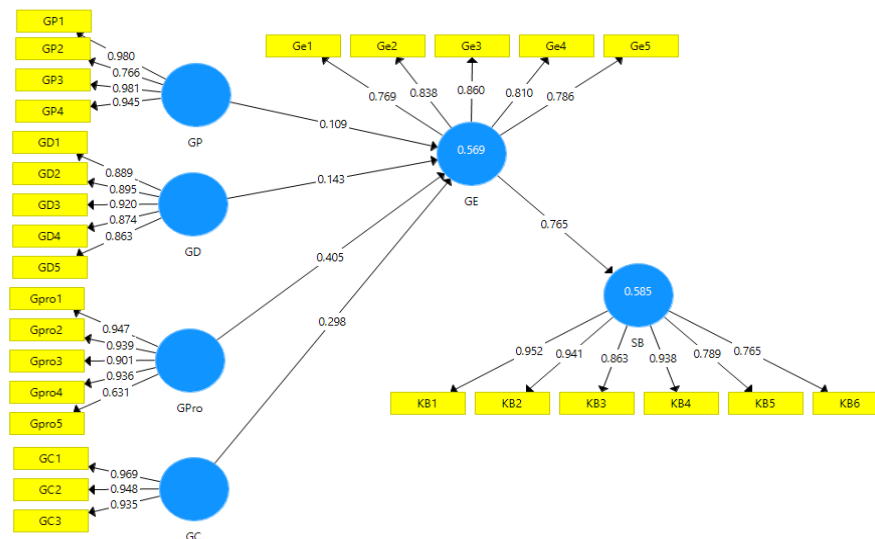 GP1
GP2
GP3
GP4
0.980
0.766
0.981
0.945
GP
GD1
GD2
GD3
GD4
GD5
0.889
0.895
0.920
0.874
0.863
GD
Gpro1
Gpro2
Gpro3
Gpro4
Gpro5
0.947
0.939
0.901
0.936
0.631
GPro
GC1
GC2
GC3
0.969
0.948
0.935
GC
0.109
0.143
0.405
0.298
Ge1 Ge2 Ge3 Ge4 Ge5
0.769 0.838 0.860 0.810 0.786
0.569
GE
0.765
0.585
SB
0.952 0.941 0.863 0.938 0.789 0.765
KB1 KB2 KB3 KB4 KB5 KB6